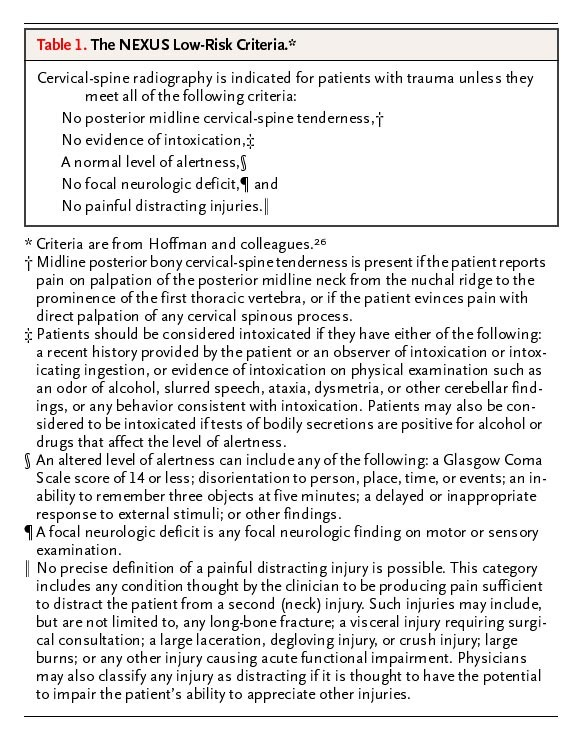 Table 1. The NEXUS Low-Risk Criteria.*
Cervical-spine radiography is indicated for patients with trauma unless they
meet all of the following criteria:
No posterior midline cervical-spine tenderness,†
No evidence of intoxication,‡
A normal level of alertness,§
No focal neurologic deficit,¶ and
No painful distracting injuries.‖
* Criteria are from Hoffman and colleagues.²⁶
† Midline posterior bony cervical-spine tenderness is present if the patient reports
pain on palpation of the posterior midline neck from the nuchal ridge to the
prominence of the first thoracic vertebra, or if the patient evinces pain with
direct palpation of any cervical spinous process.
‡ Patients should be considered intoxicated if they have either of the following:
a recent history provided by the patient or an observer of intoxication or intox-
icating ingestion, or evidence of intoxication on physical examination such as
an odor of alcohol, slurred speech, ataxia, dysmetria, or other cerebellar find-
ings, or any behavior consistent with intoxication. Patients may also be con-
sidered to be intoxicated if tests of bodily secretions are positive for alcohol or
drugs that affect the level of alertness.
§ An altered level of alertness can include any of the following: a Glasgow Coma
Scale score of 14 or less; disorientation to person, place, time, or events; an in-
ability to remember three objects at five minutes; a delayed or inappropriate
response to external stimuli; or other findings.
¶ A focal neurologic deficit is any focal neurologic finding on motor or sensory
examination.
‖ No precise definition of a painful distracting injury is possible. This category
includes any condition thought by the clinician to be producing pain sufficient
to distract the patient from a second (neck) injury. Such injuries may include,
but are not limited to, any long-bone fracture; a visceral injury requiring surgi-
cal consultation; a large laceration, degloving injury, or crush injury; large
burns; or any other injury causing acute functional impairment. Physicians
may also classify any injury as distracting if it is thought to have the potential
to impair the patient's ability to appreciate other injuries.